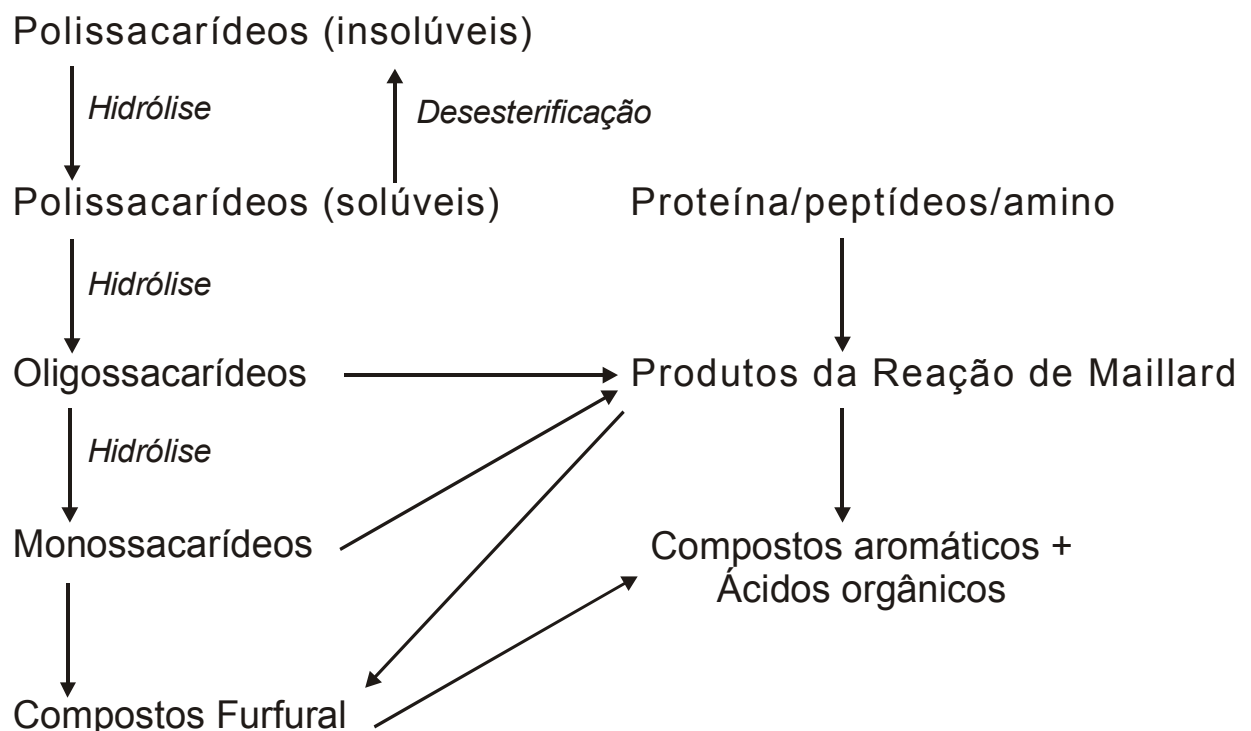 Polissacarídeos (insolúveis)
Hidrólise
Desesterificação
Polissacarídeos (solúveis)
Proteína/peptídeos/amino
Hidrólise
Oligossacarídeos
Produtos da Reação de Maillard
Hidrólise
Monossacarídeos
Compostos aromáticos +
Ácidos orgânicos
Compostos Furfural